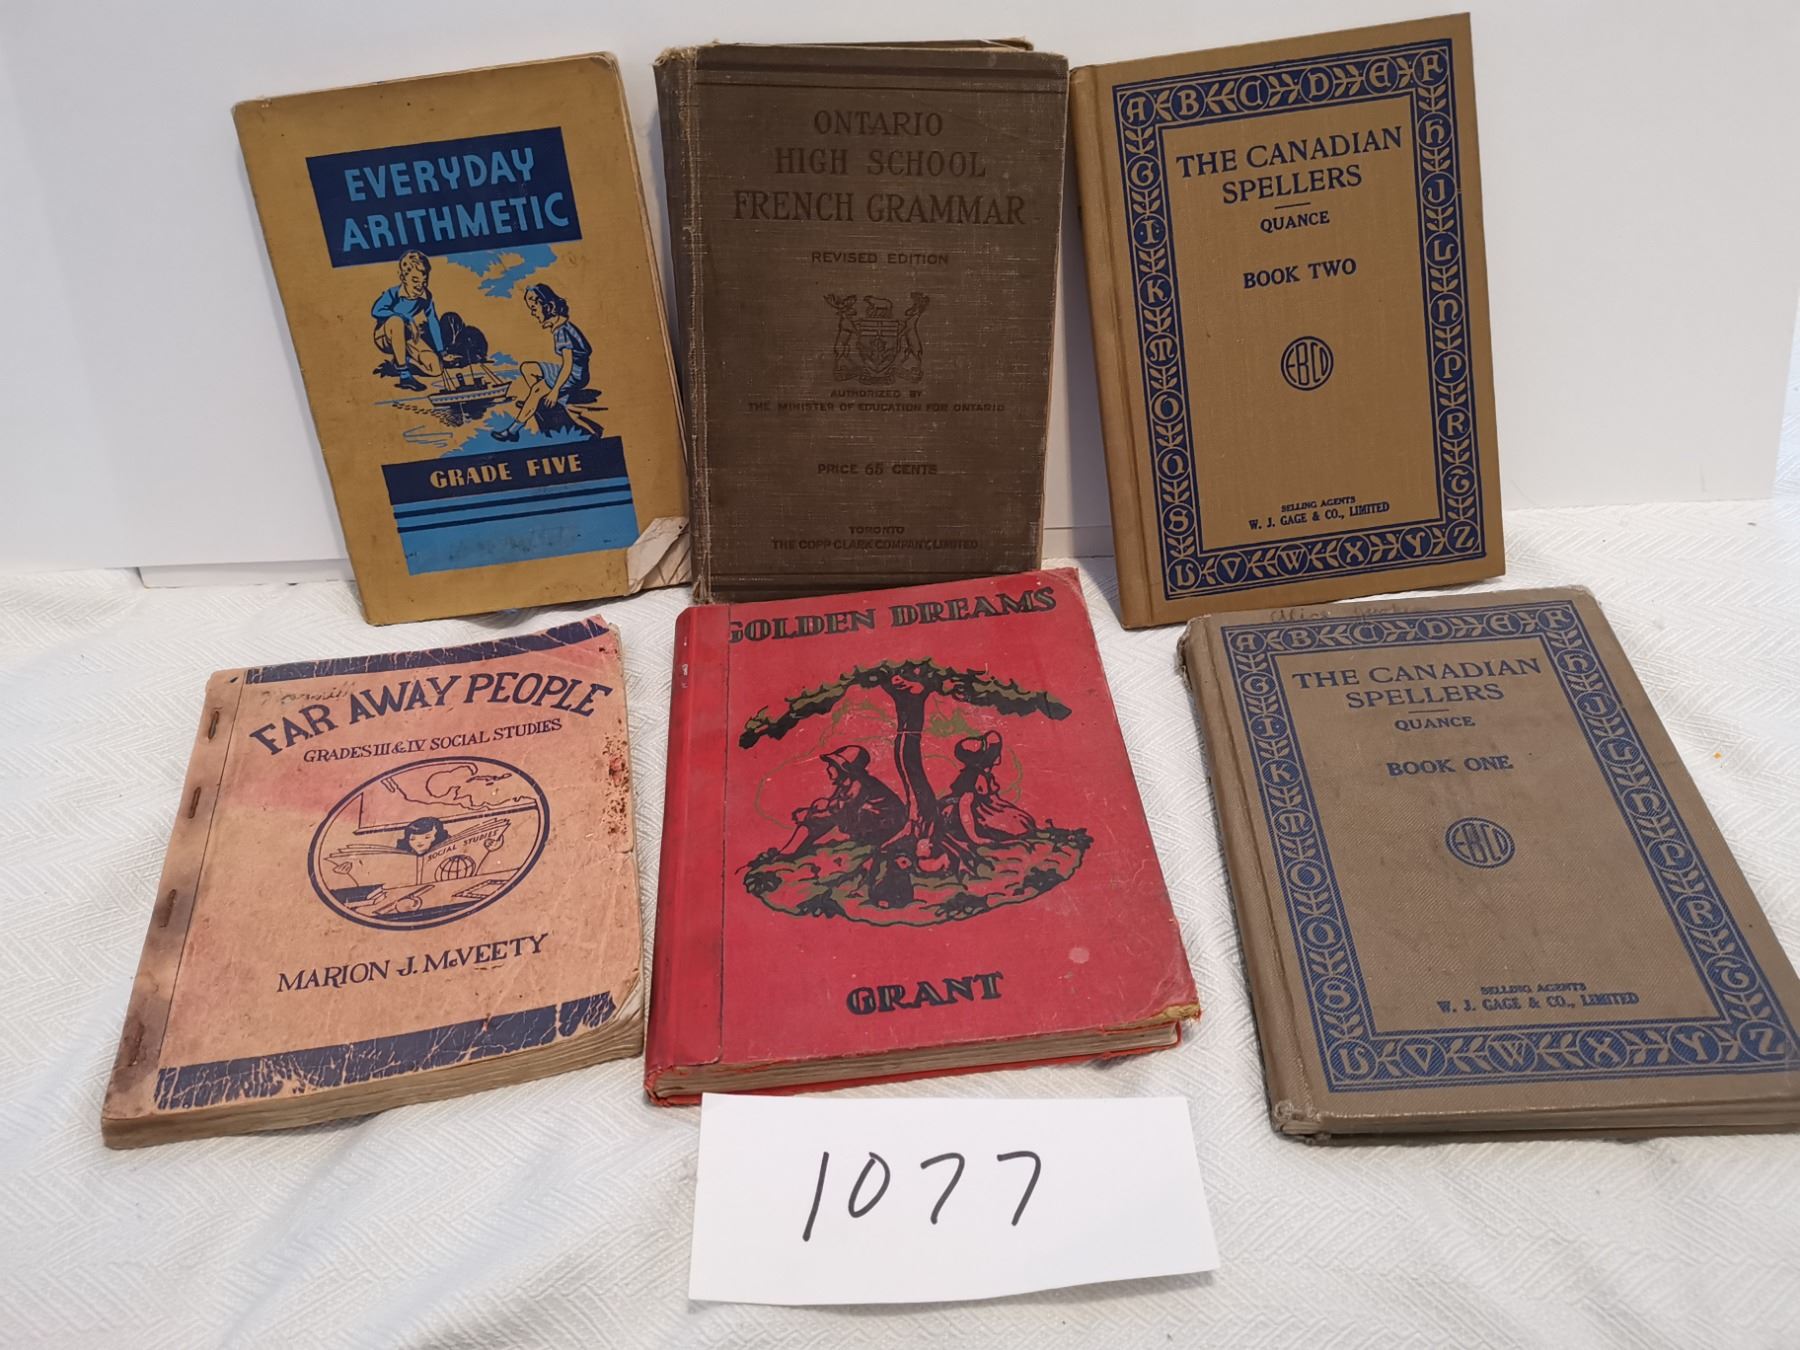 EVERYDAY
ARITHMETIC
GRADE FIVE
ONTARIO
HIGH SCHOOL
FRENCH GRAMMAR
REVISED EDITION
AUTHORIZED BY
THE MINISTER OF EDUCATION FOR ONTARIO
PRICE 65 CENTS
TORONTO
THE COPP CLARK COMPANY, LIMITED
A B C D E F
G H
I J
K L
M N
O P
Q R
S T
U V W X Y Z
THE CANADIAN
SPELLERS
QUANCE
BOOK TWO
EBCO
SELLING AGENTS
W. J. GAGE & CO., LIMITED
FAR AWAY PEOPLE
GRADES III & IV SOCIAL STUDIES
SOCIAL STUDIES
MARION J. McVEETY
GOLDEN DREAMS
GRANT
A B C D E F
G H
I J
K L
M N
O P
Q R
S T
U V W X Y Z
THE CANADIAN
SPELLERS
QUANCE
BOOK ONE
EBCO
SELLING AGENTS
W. J. GAGE & CO., LIMITED
1077